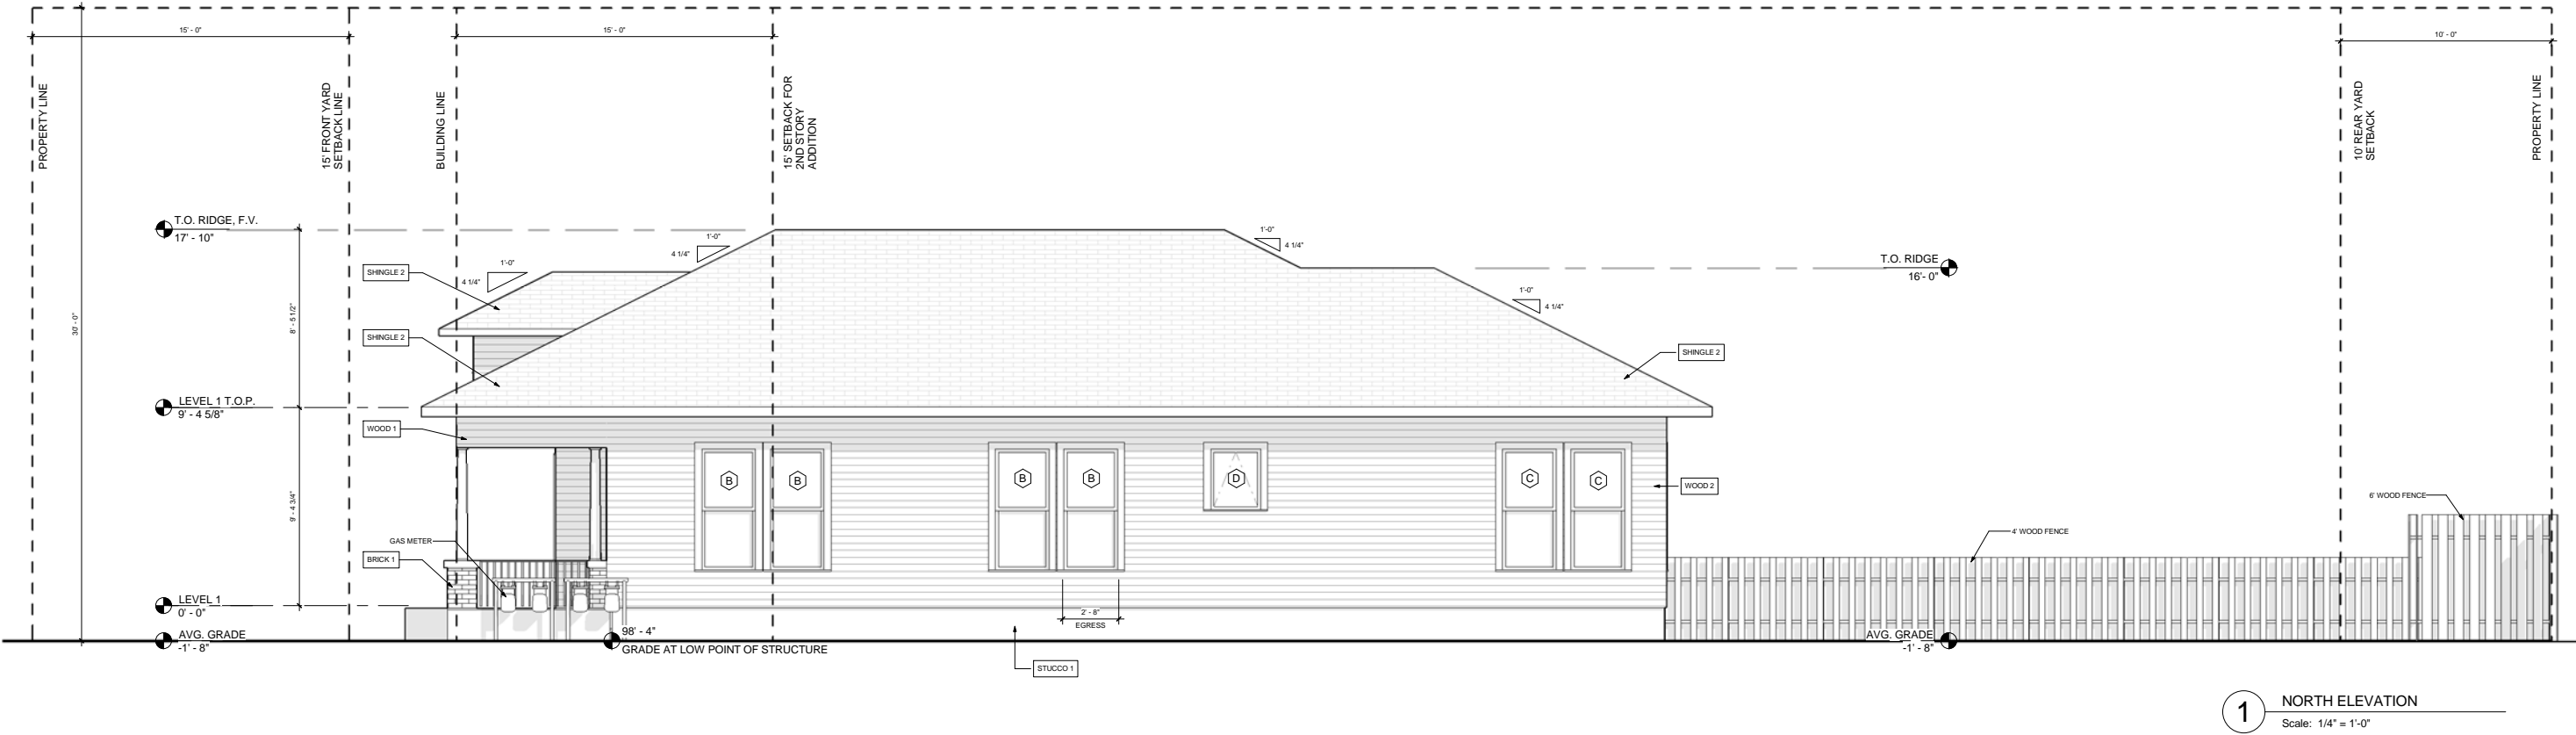 15' - 0"
15' - 0"
10' - 0"
PROPERTY LINE
15' FRONT YARD
SETBACK LINE
BUILDING LINE
15' SETBACK FOR
2ND STORY
ADDITION
10' REAR YARD
SETBACK
PROPERTY LINE
30' - 0"
T.O. RIDGE, F.V.
17' - 10"
1'-0"
4 1/4"
1'-0"
4 1/4"
1'-0"
4 1/4"
T.O. RIDGE
16' - 0"
SHINGLE 2
1'-0"
4 1/4"
8' - 5 1/2"
SHINGLE 2
SHINGLE 2
LEVEL 1 T.O.P.
9' - 4 5/8"
WOOD 1
B
B
B
B
D
C
C
WOOD 2
6' WOOD FENCE
9' - 4 3/4"
4' WOOD FENCE
GAS METER
BRICK 1
LEVEL 1
0' - 0"
2' - 8"
EGRESS
AVG. GRADE
-1' - 8"
98' - 4"
GRADE AT LOW POINT OF STRUCTURE
AVG. GRADE
-1' - 8"
STUCCO 1
1
NORTH ELEVATION
Scale: 1/4" = 1'-0"